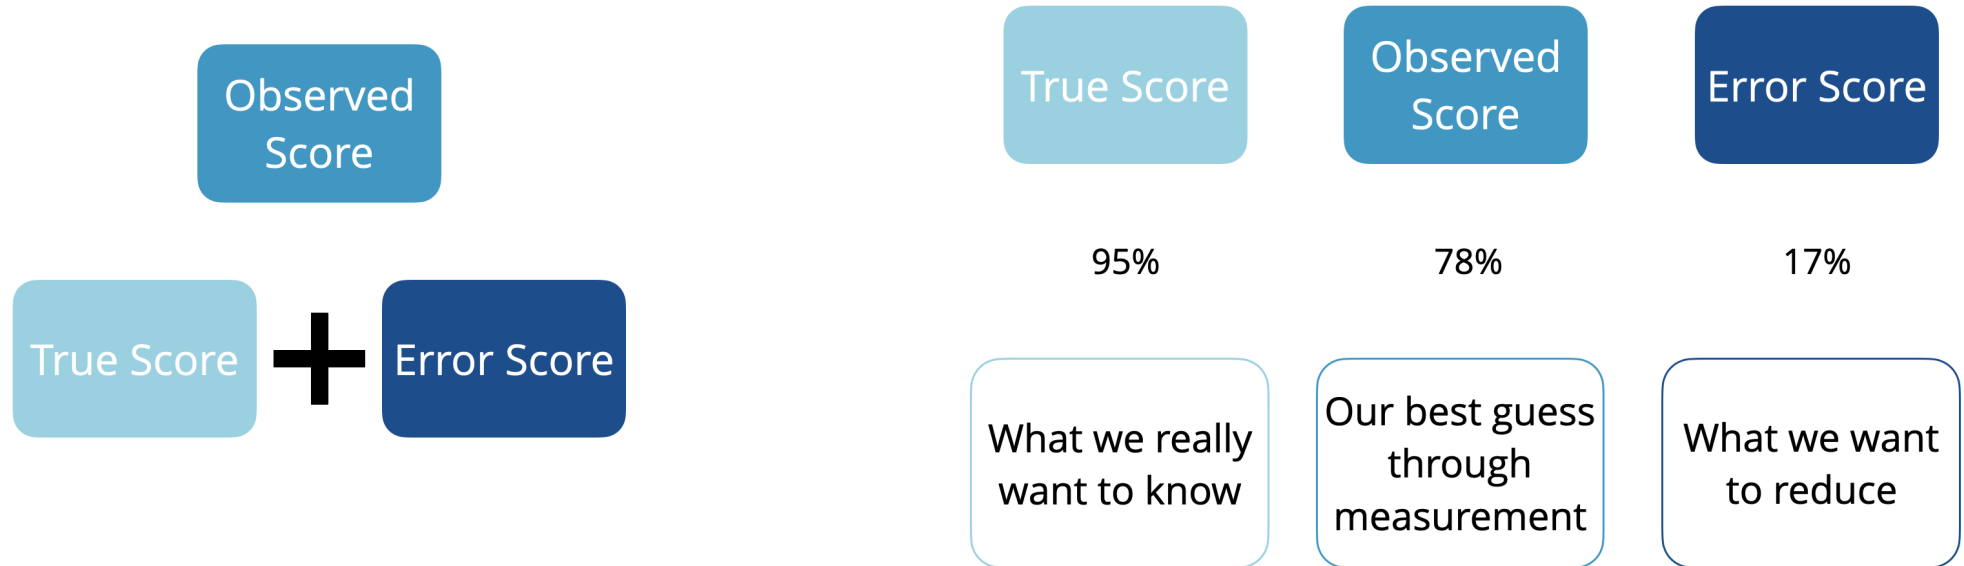 Observed
Score
True Score
+
Error Score
True Score
Observed
Score
Error Score
95%
78%
17%
What we really
want to know
Our best guess
through
measurement
What we want
to reduce